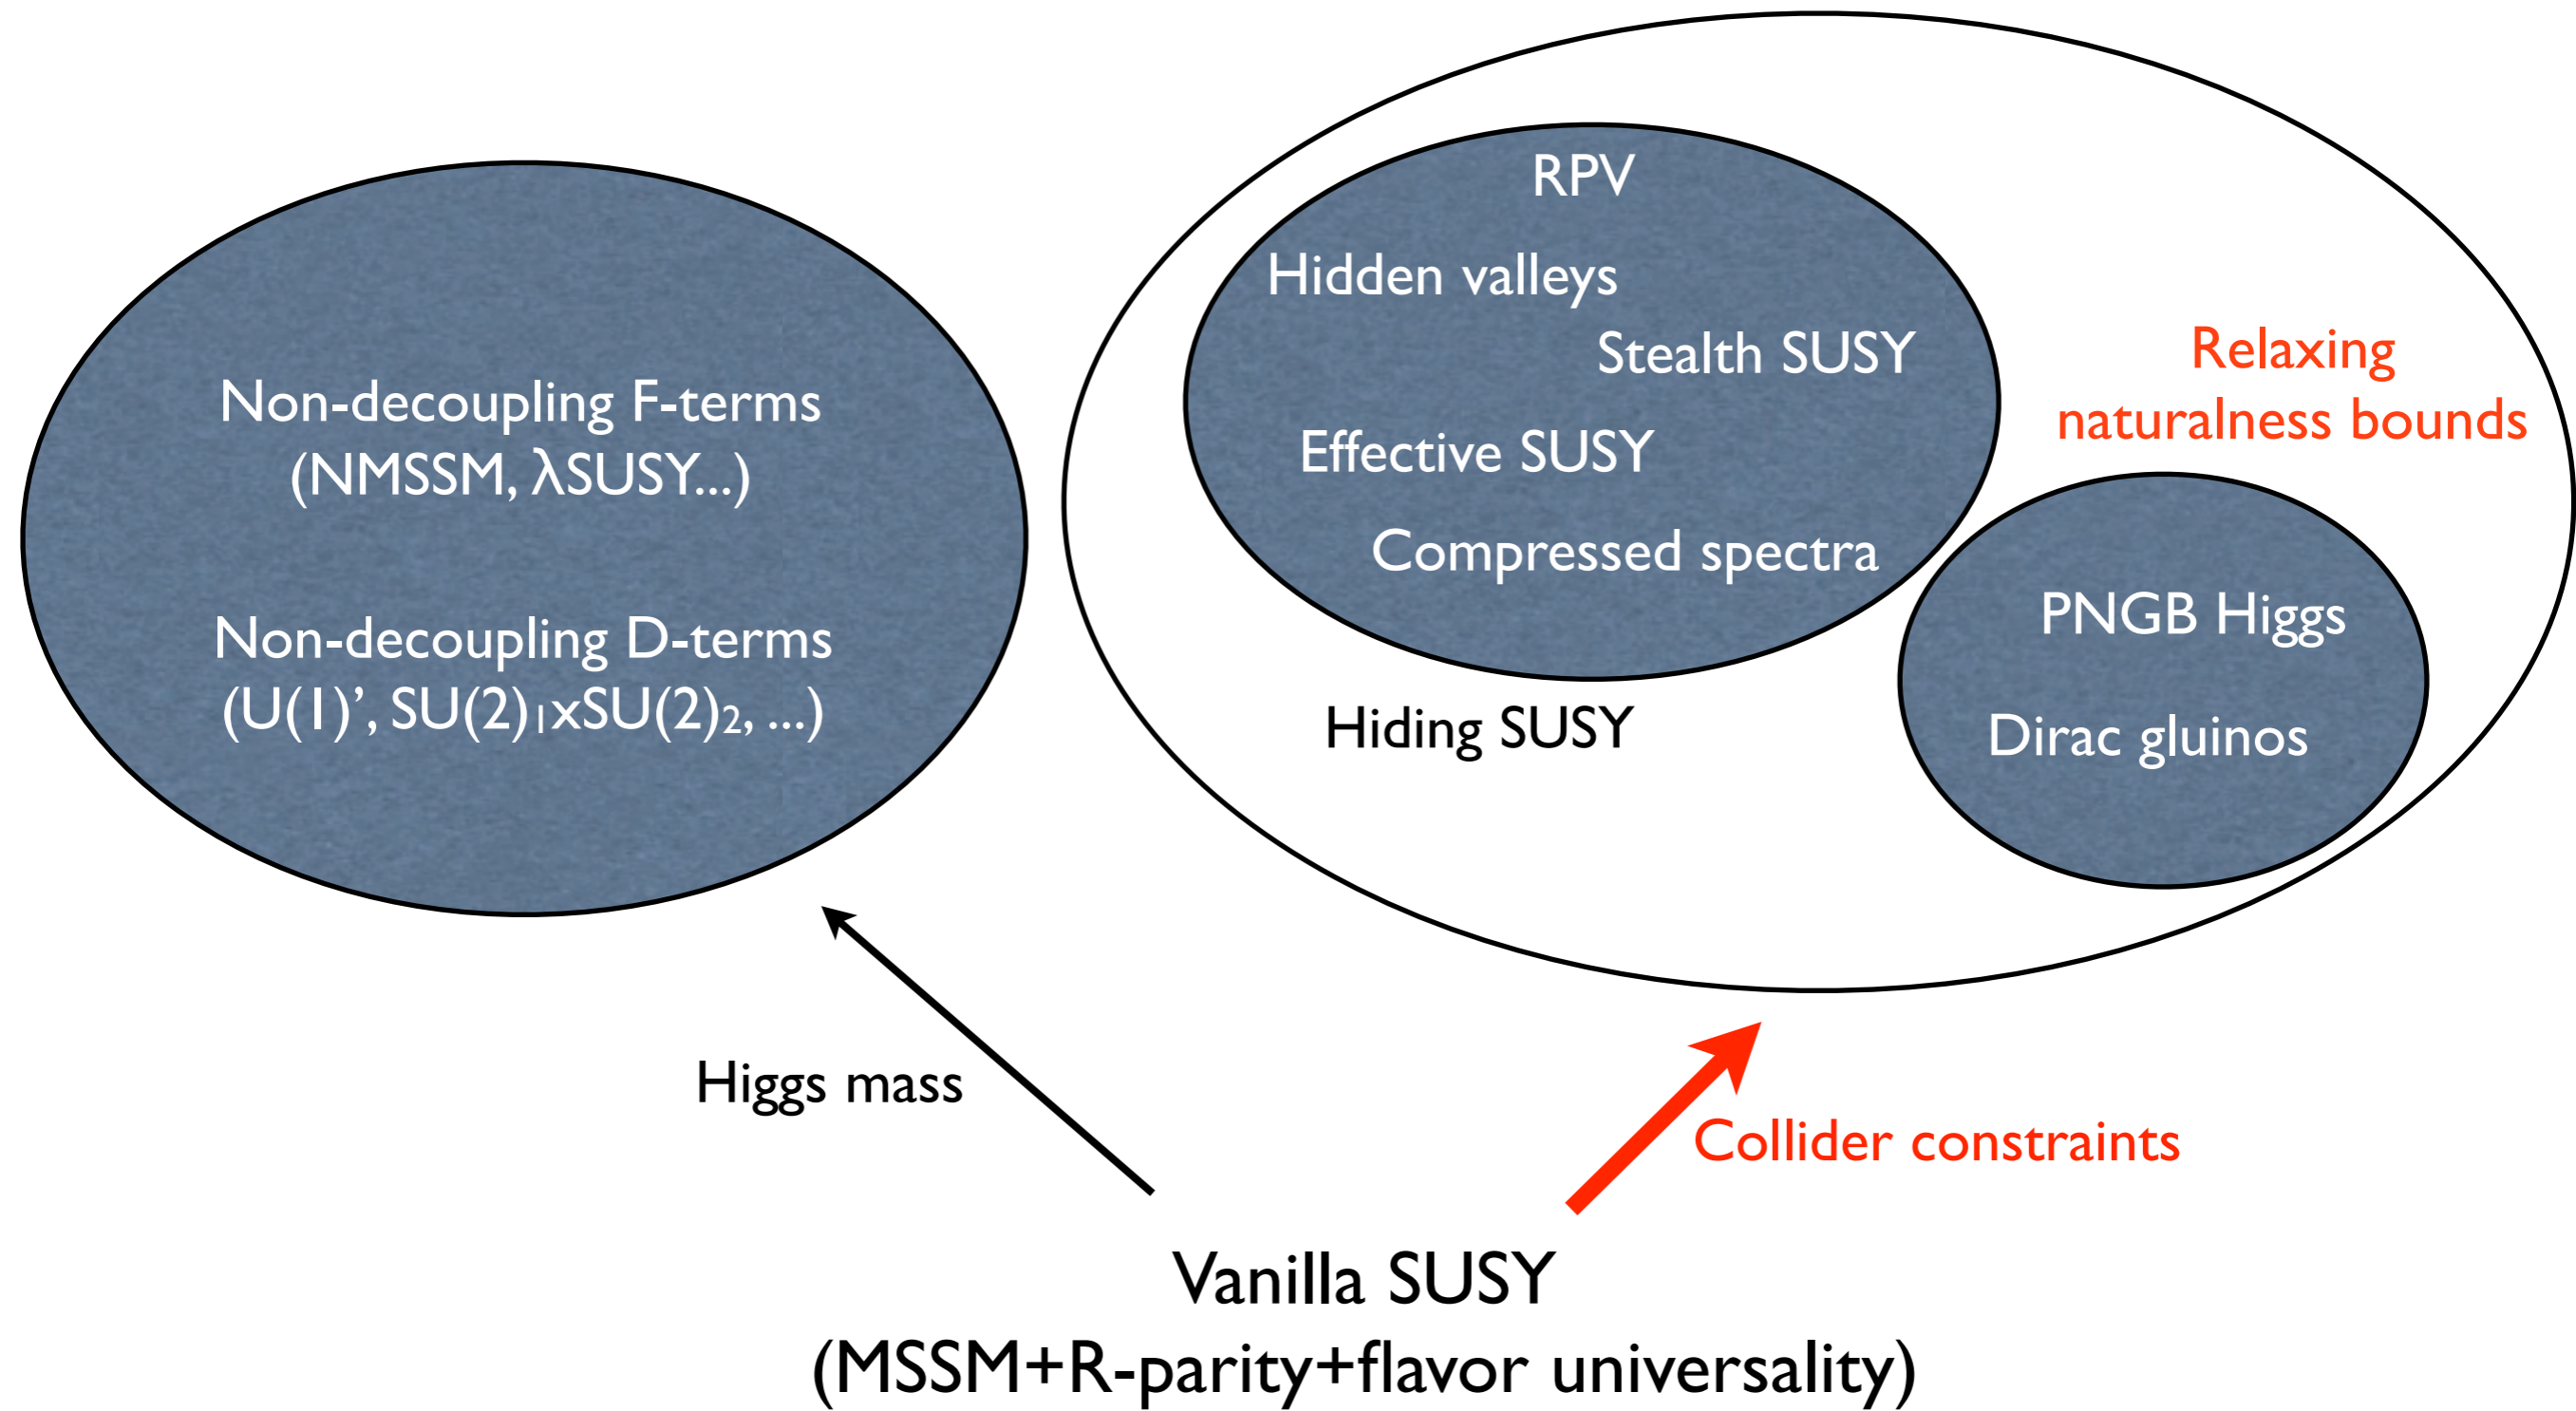 Non-decoupling F-terms
(NMSSM, λSUSY...)
Non-decoupling D-terms
(U(1)’, SU(2)₁xSU(2)₂, ...)
RPV
Hidden valleys
Stealth SUSY
Effective SUSY
Compressed spectra
Hiding SUSY
Relaxing
naturalness bounds
PNGB Higgs
Dirac gluinos
Higgs mass
Collider constraints
Vanilla SUSY
(MSSM+R-parity+flavor universality)